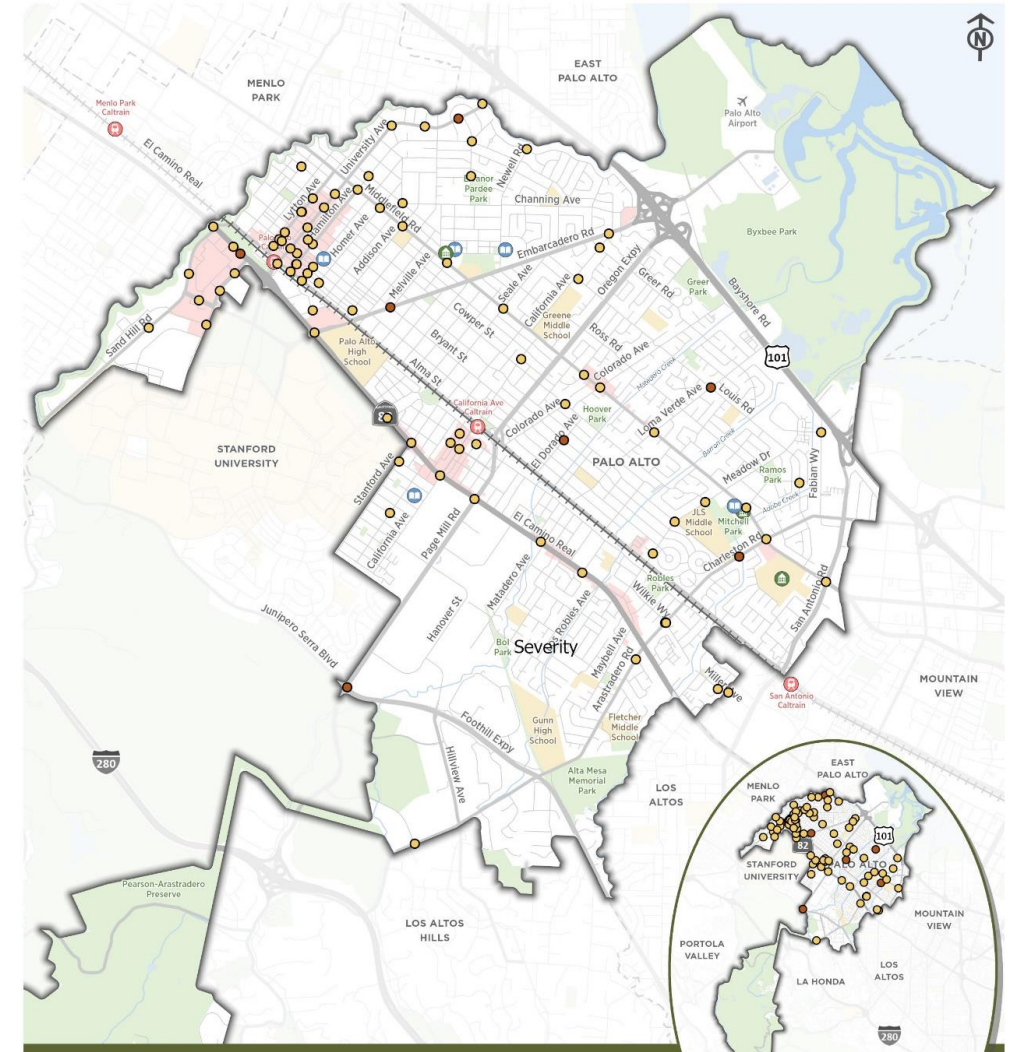 N
EAST
PALO ALTO
MENLO
PARK
Menlo Park
Caltrain
Palo Alto
Airport
El Camino Real
University Ave
Newell Rd
Lytton Ave
Hamilton Ave
Middlefield Rd
Pardee
Park
Channing Ave
Homer Ave
Addison Ave
Embarcadero Rd
Byxbee Park
Melville Ave
Seale Ave
California Ave
Oregon Expy
Greer Rd
Greer
Park
Bayshore Rd
Cowper St
Greene
Middle
School
Sand Hill Rd
Palo Alto
High
School
Bryant St
Ross Rd
Alma St
Colorado Ave
Matadero Creek
101
California Ave
Caltrain
Colorado Ave
Hoover
Park
Loma Verde Ave
Louis Rd
El Dorado Ave
Barron Creek
STANFORD
UNIVERSITY
Stanford Ave
PALO ALTO
Meadow Dr
Ramos
Park
Fabian Wy
Adobe Creek
California Ave
Page Mill Rd
El Camino Real
JLS
Middle
School
Mitchell
Park
Charleston Rd
Matadero Ave
Robles
Park
Wilkie Wy
San Antonio Rd
Hanover St
Robles Ave
Junipero Serra Blvd
Bol
Park
Severity
Maybell Ave
Arastradero Rd
MOUNTAIN
VIEW
San Antonio
Caltrain
Foothill Expy
Gunn
High
School
Fletcher
Middle
School
280
Hillview Ave
Alta Mesa
Memorial
Park
LOS
ALTOS
Pearson-Arastradero
Preserve
LOS ALTOS
HILLS
EAST
PALO ALTO
MENLO
PARK
101
82
STANFORD
UNIVERSITY
MOUNTAIN
VIEW
PORTOLA
VALLEY
LOS
ALTOS
LA HONDA
280